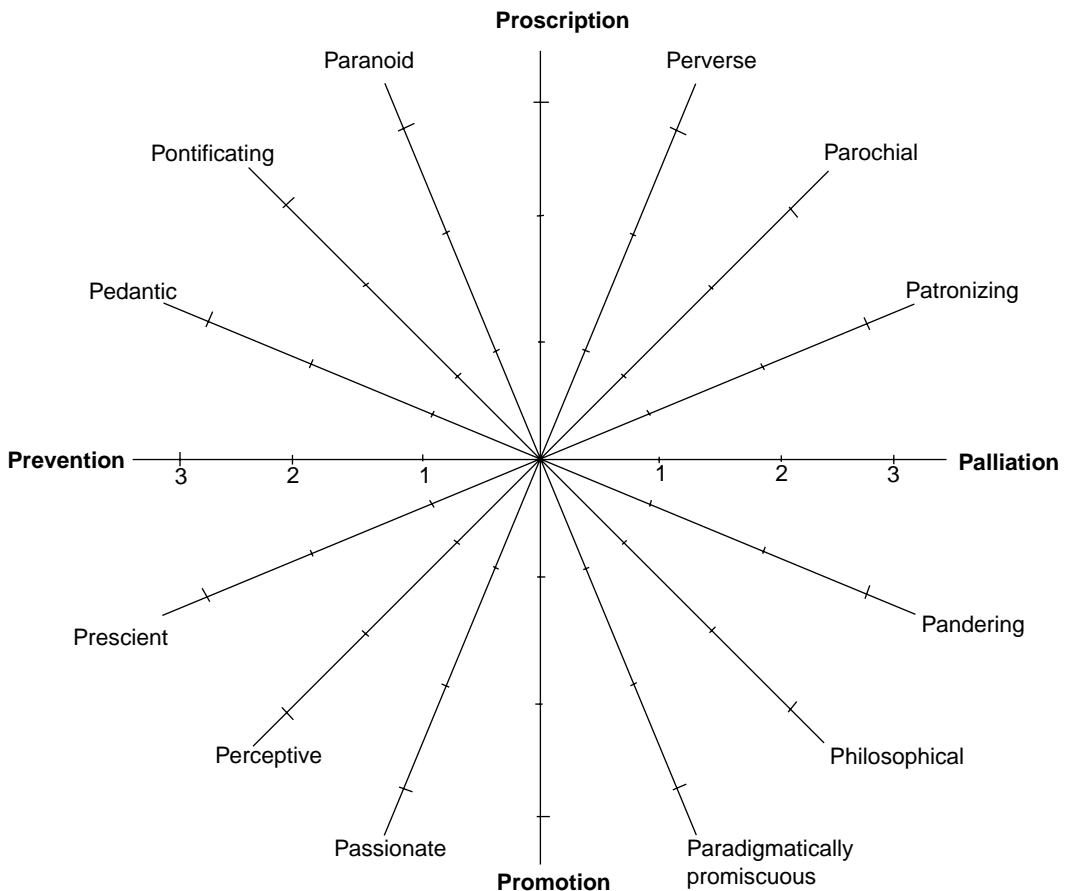 Proscription
Paranoid
Perverse
Pontificating
Parochial
Pedantic
Patronizing
Prevention
3 2 1 1 2 3
Palliation
Prescient
Pandering
Perceptive
Philosophical
Passionate
Paradigmatically
promiscuous
Promotion